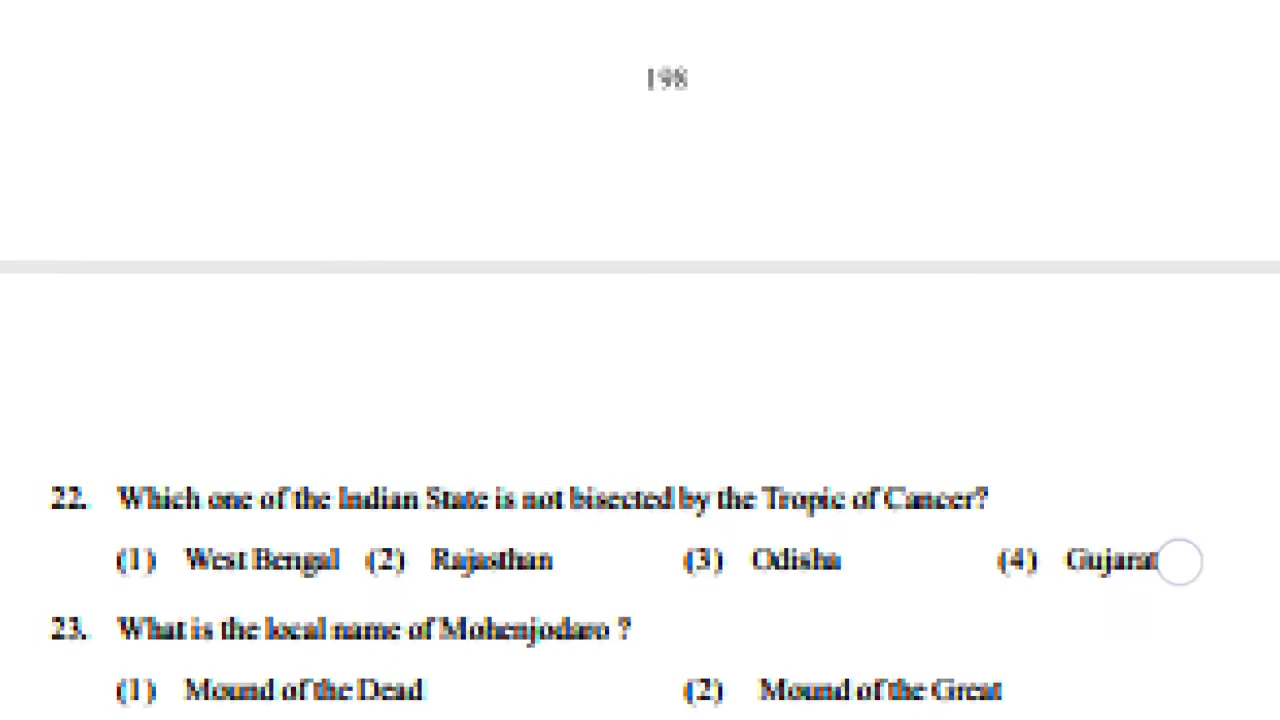 198
22. Which one of the Indian State is not bisected by the Tropic of Cancer?
(1) West Bengal (2) Rajasthan (3) Odisha (4) Gujarat
23. What is the local name of Mohenjodaro ?
(1) Mound of the Dead (2) Mound of the Great